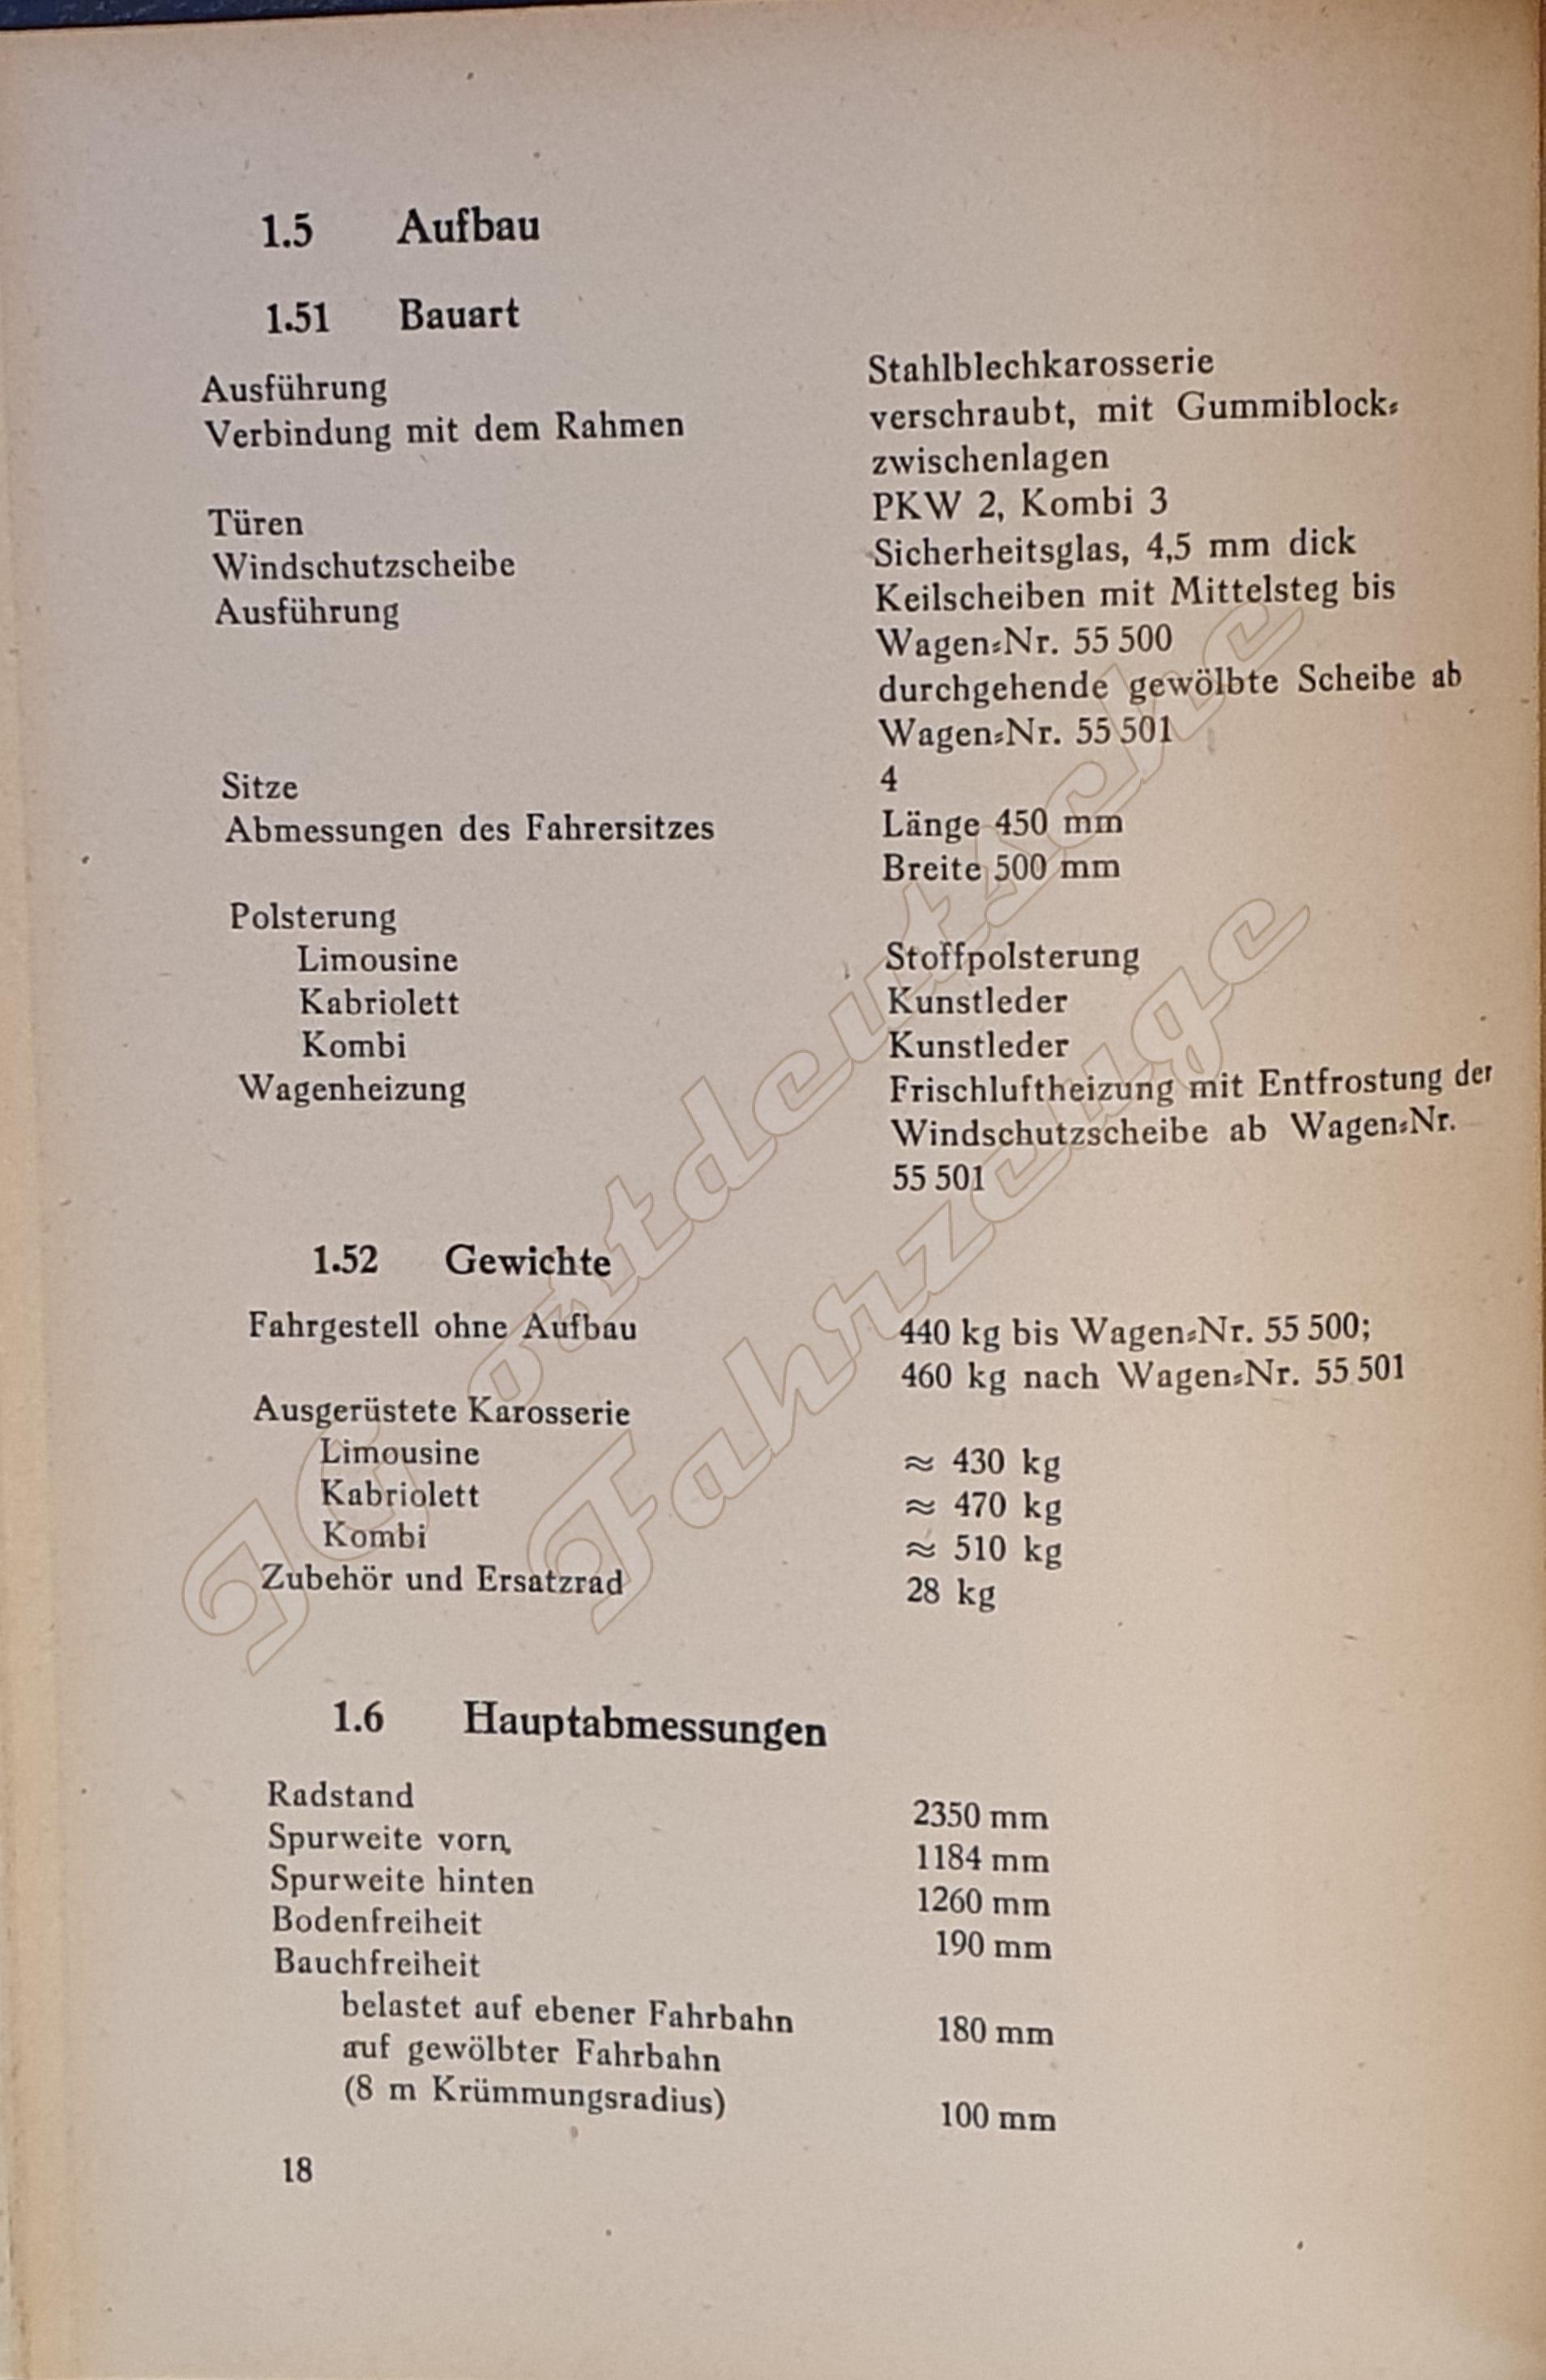 1.5 Aufbau
1.51 Bauart
Ausführung Stahlblechkarosserie
Verbindung mit dem Rahmen verschraubt, mit Gummiblock-
zwischenlagen
Türen PKW 2, Kombi 3
Windschutzscheibe Sicherheitsglas, 4,5 mm dick
Ausführung Keilscheiben mit Mittelsteg bis
Wagen-Nr. 55 500
durchgehende gewölbte Scheibe ab
Wagen-Nr. 55 501
Sitze 4
Abmessungen des Fahrersitzes Länge 450 mm
Breite 500 mm
Polsterung
Limousine Stoffpolsterung
Kabriolett Kunstleder
Kombi Kunstleder
Wagenheizung Frischluftheizung mit Entfrostung der
Windschutzscheibe ab Wagen-Nr.
55 501
1.52 Gewichte
Fahrgestell ohne Aufbau 440 kg bis Wagen-Nr. 55 500;
460 kg nach Wagen-Nr. 55 501
Ausgerüstete Karosserie
Limousine ≈ 430 kg
Kabriolett ≈ 470 kg
Kombi ≈ 510 kg
Zubehör und Ersatzrad 28 kg
1.6 Hauptabmessungen
Radstand 2350 mm
Spurweite vorn 1184 mm
Spurweite hinten 1260 mm
Bodenfreiheit 190 mm
Bauchfreiheit
belastet auf ebener Fahrbahn 180 mm
auf gewölbter Fahrbahn
(8 m Krümmungsradius) 100 mm
18
IG ostdeutsche
Fahrzeuge